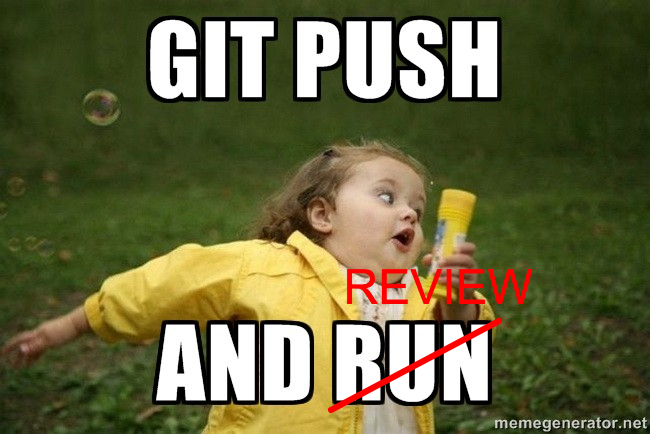 GIT PUSH
REVIEW
AND RUN
memegenerator.net